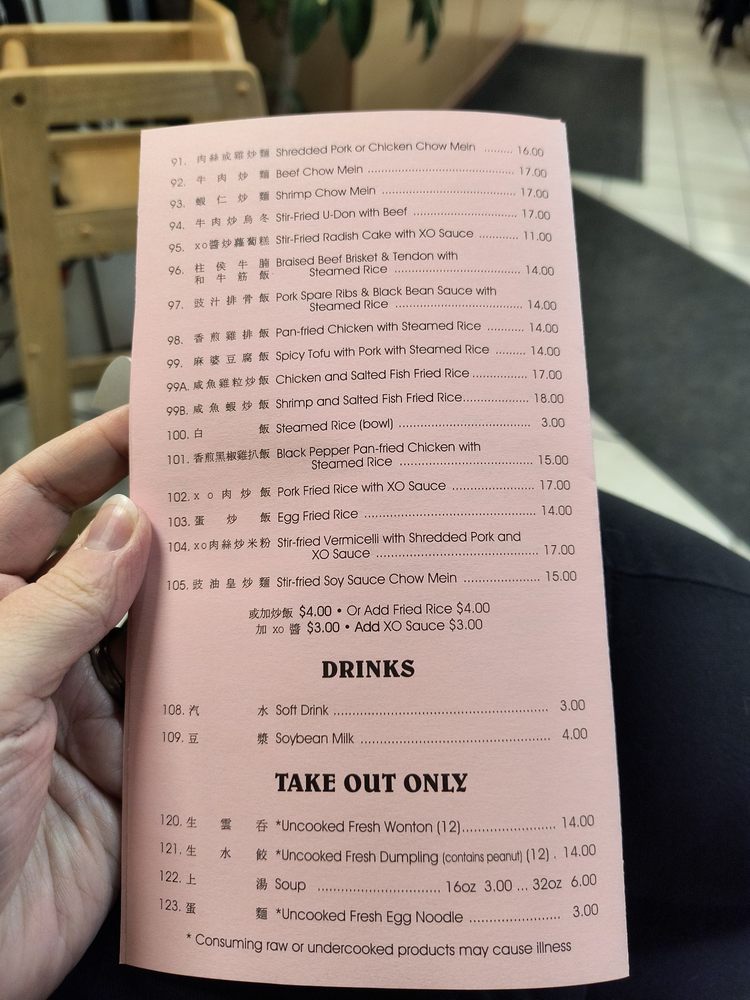 91. 肉絲或雞炒麵 Shredded Pork or Chicken Chow Mein ........ 16.00
92. 牛肉炒麵 Beef Chow Mein ........ 17.00
93. 蝦仁炒麵 Shrimp Chow Mein ........ 17.00
94. 牛肉炒烏冬 Stir-Fried U-Don with Beef ........ 17.00
95. xo醬炒蘿蔔糕 Stir-Fried Radish Cake with XO Sauce ........ 11.00
96. 柱侯牛腩 Braised Beef Brisket & Tendon with
和牛筋飯 Steamed Rice ........ 14.00
97. 豉汁排骨飯 Pork Spare Ribs & Black Bean Sauce with
Steamed Rice ........ 14.00
98. 香煎雞排飯 Pan-fried Chicken with Steamed Rice ........ 14.00
99. 麻婆豆腐飯 Spicy Tofu with Pork with Steamed Rice ........ 14.00
99A. 咸魚雞粒炒飯 Chicken and Salted Fish Fried Rice ........ 17.00
99B. 咸魚蝦炒飯 Shrimp and Salted Fish Fried Rice ........ 18.00
100. 白飯 Steamed Rice (bowl) ........ 3.00
101. 香煎黑椒雞扒飯 Black Pepper Pan-fried Chicken with
Steamed Rice ........ 15.00
102. xo肉炒飯 Pork Fried Rice with XO Sauce ........ 17.00
103. 蛋炒飯 Egg Fried Rice ........ 14.00
104. xo肉絲炒米粉 Stir-fried Vermicelli with Shredded Pork and
XO Sauce ........ 17.00
105. 豉油皇炒麵 Stir-fried Soy Sauce Chow Mein ........ 15.00
或加炒飯 $4.00 • Or Add Fried Rice $4.00
加 xo 醬 $3.00 • Add XO Sauce $3.00
DRINKS
108. 汽水 Soft Drink ........ 3.00
109. 豆漿 Soybean Milk ........ 4.00
TAKE OUT ONLY
120. 生雲吞 *Uncooked Fresh Wonton (12) ........ 14.00
121. 生水餃 *Uncooked Fresh Dumpling (contains peanut) (12) . 14.00
122. 上湯 Soup ........ 16oz 3.00 ... 32oz 6.00
123. 蛋麵 *Uncooked Fresh Egg Noodle ........ 3.00
* Consuming raw or undercooked products may cause illness